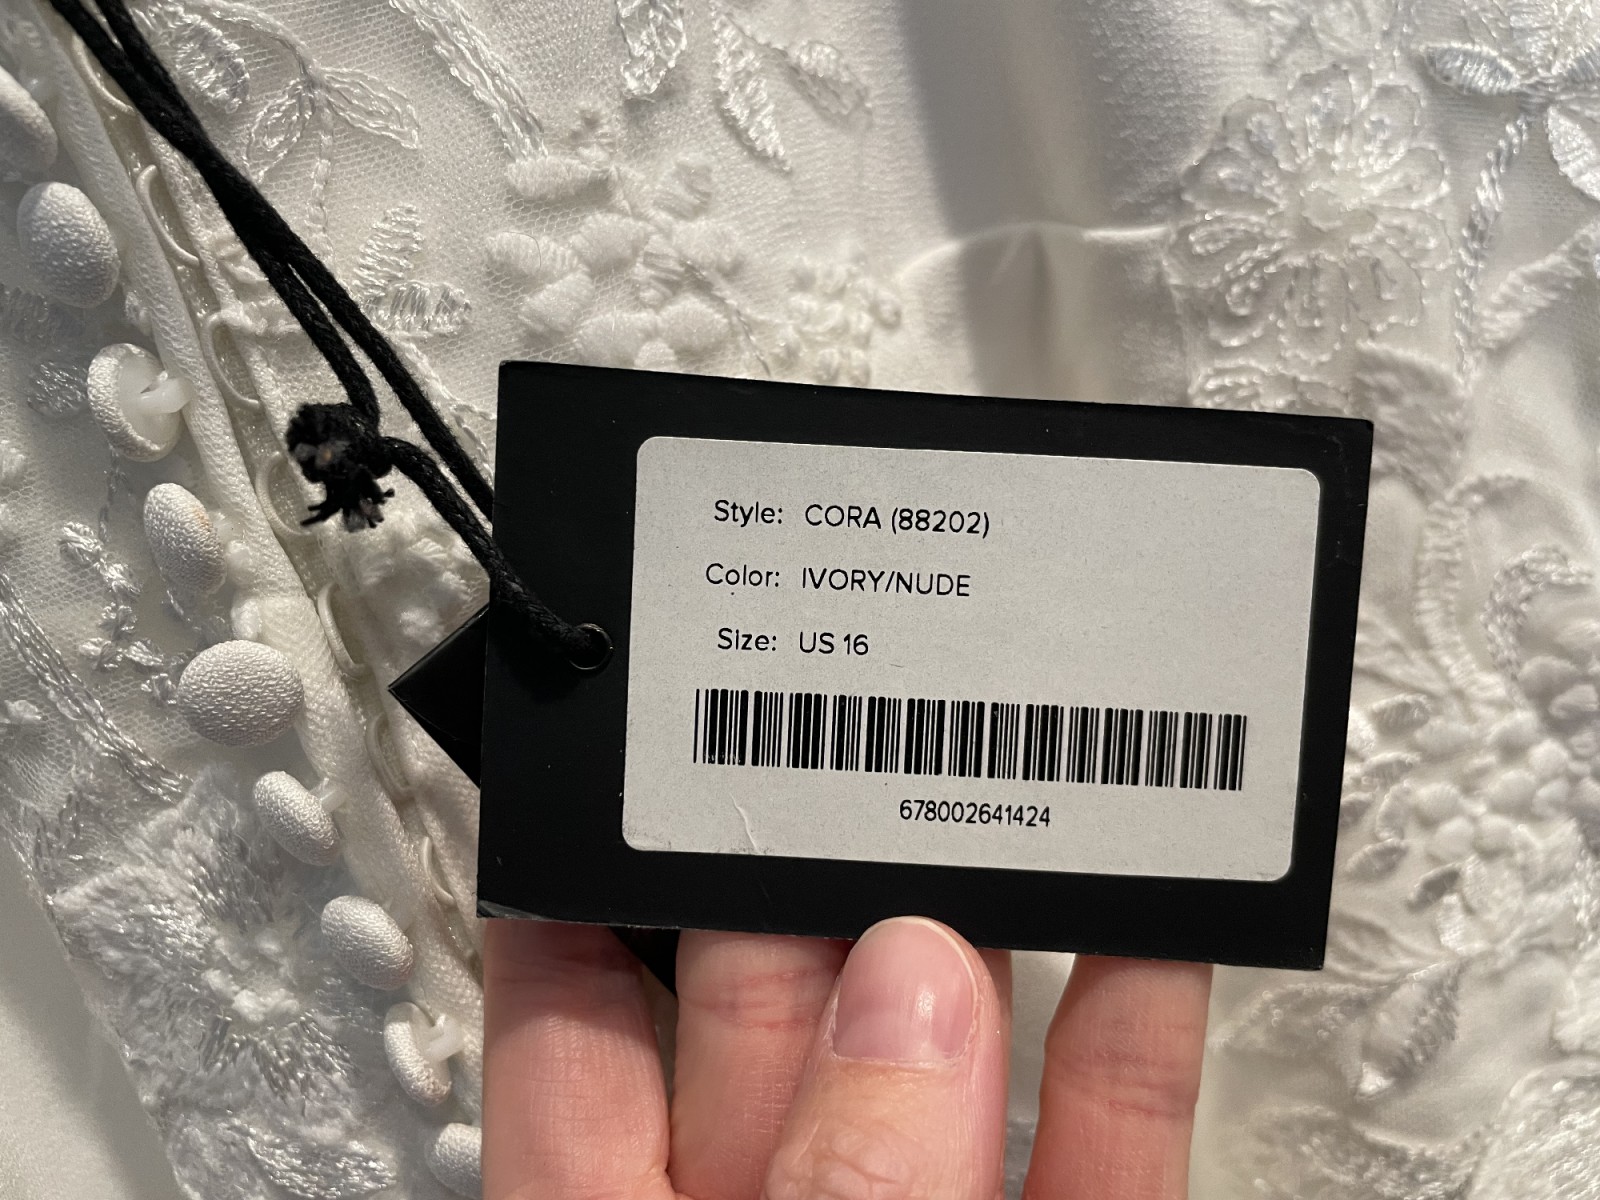 Style: CORA (88202)
Color: IVORY/NUDE
Size: US 16
678002641424